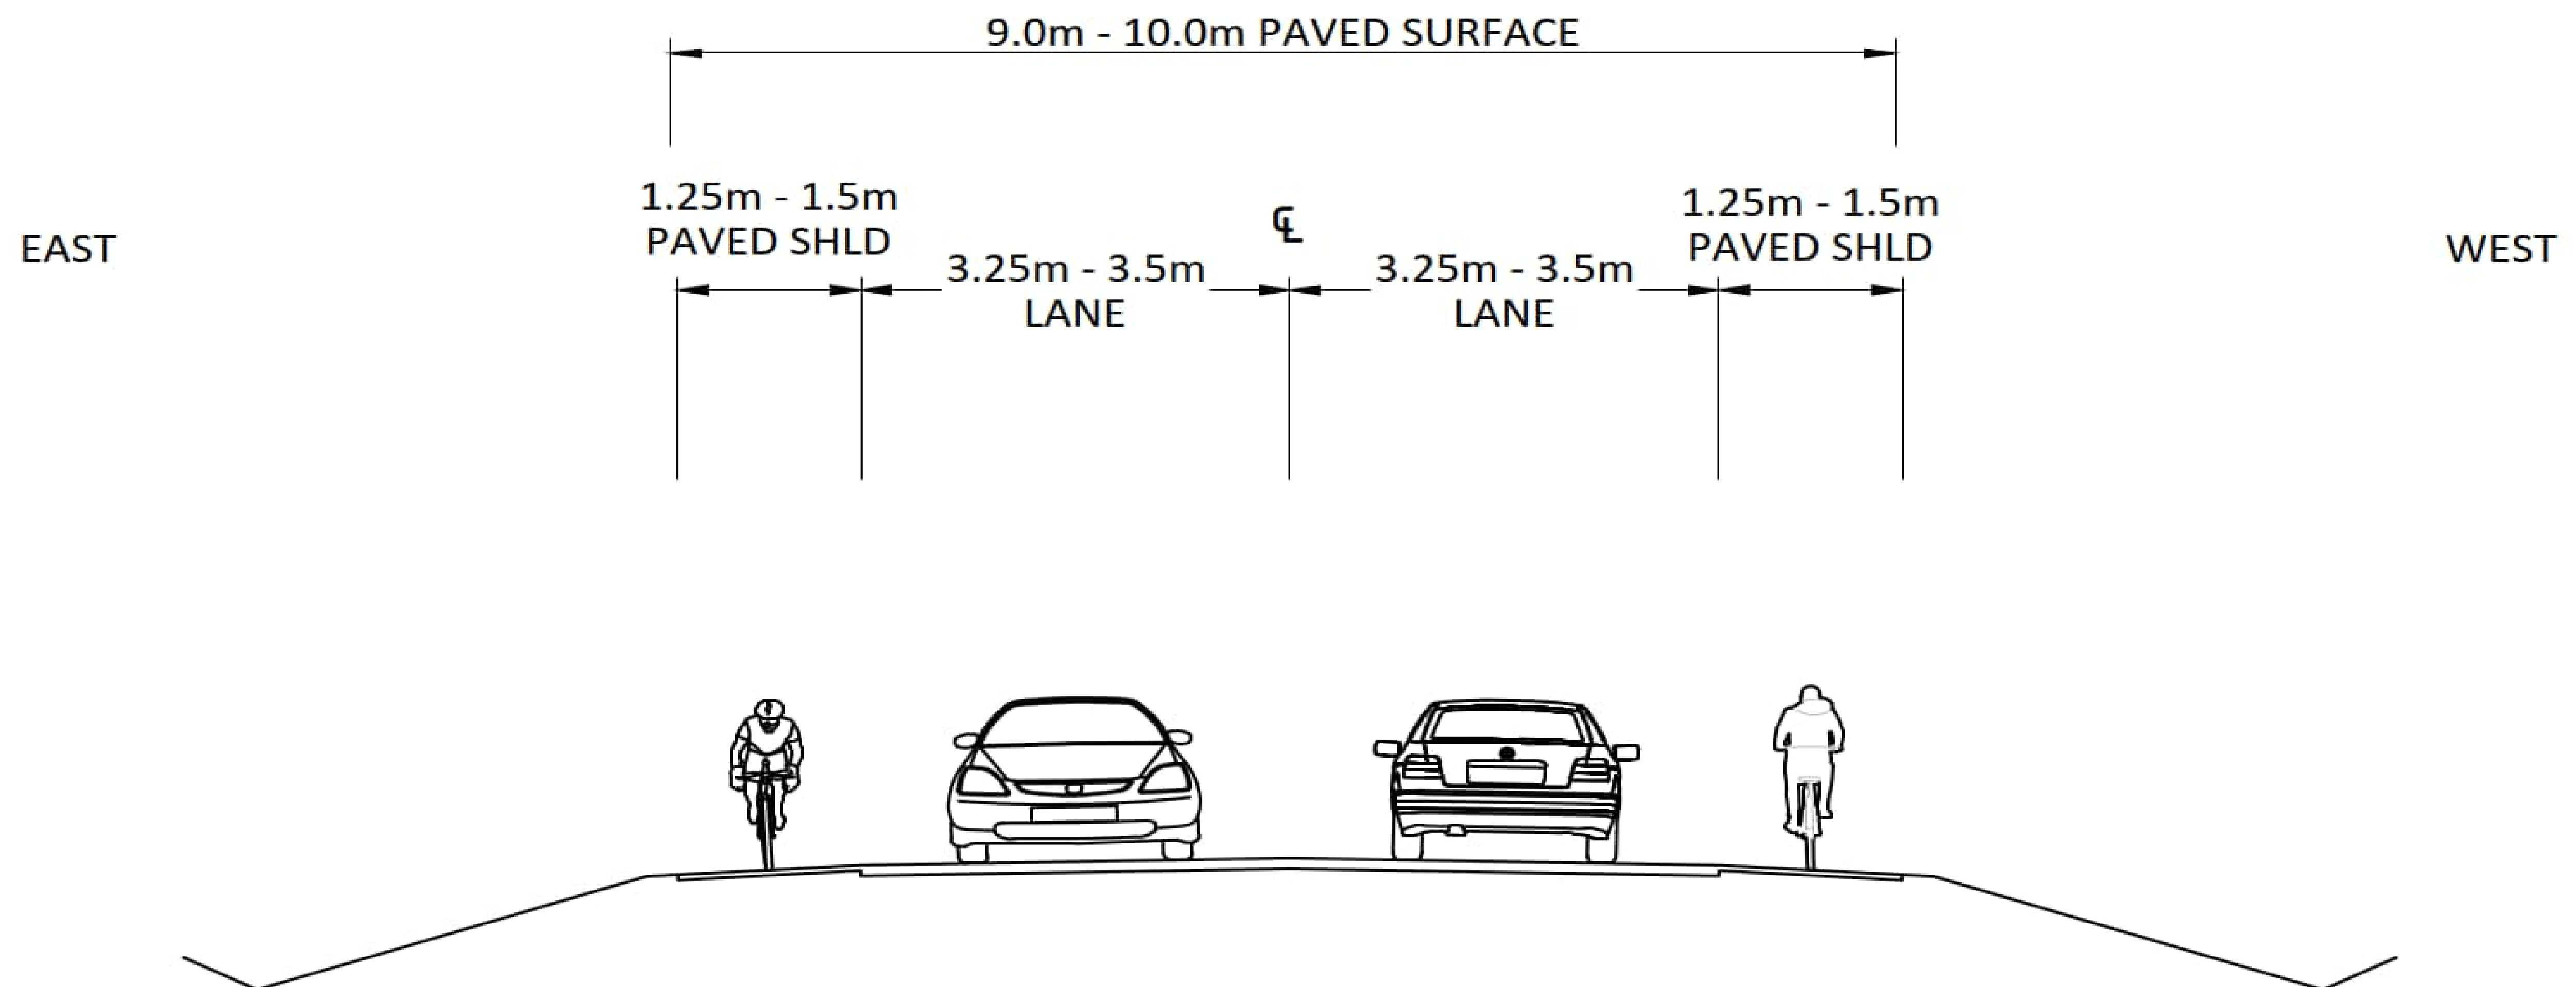 9.0m - 10.0m PAVED SURFACE
1.25m - 1.5m
PAVED SHLD
1.25m - 1.5m
PAVED SHLD
℄
EAST
WEST
3.25m - 3.5m
LANE
3.25m - 3.5m
LANE